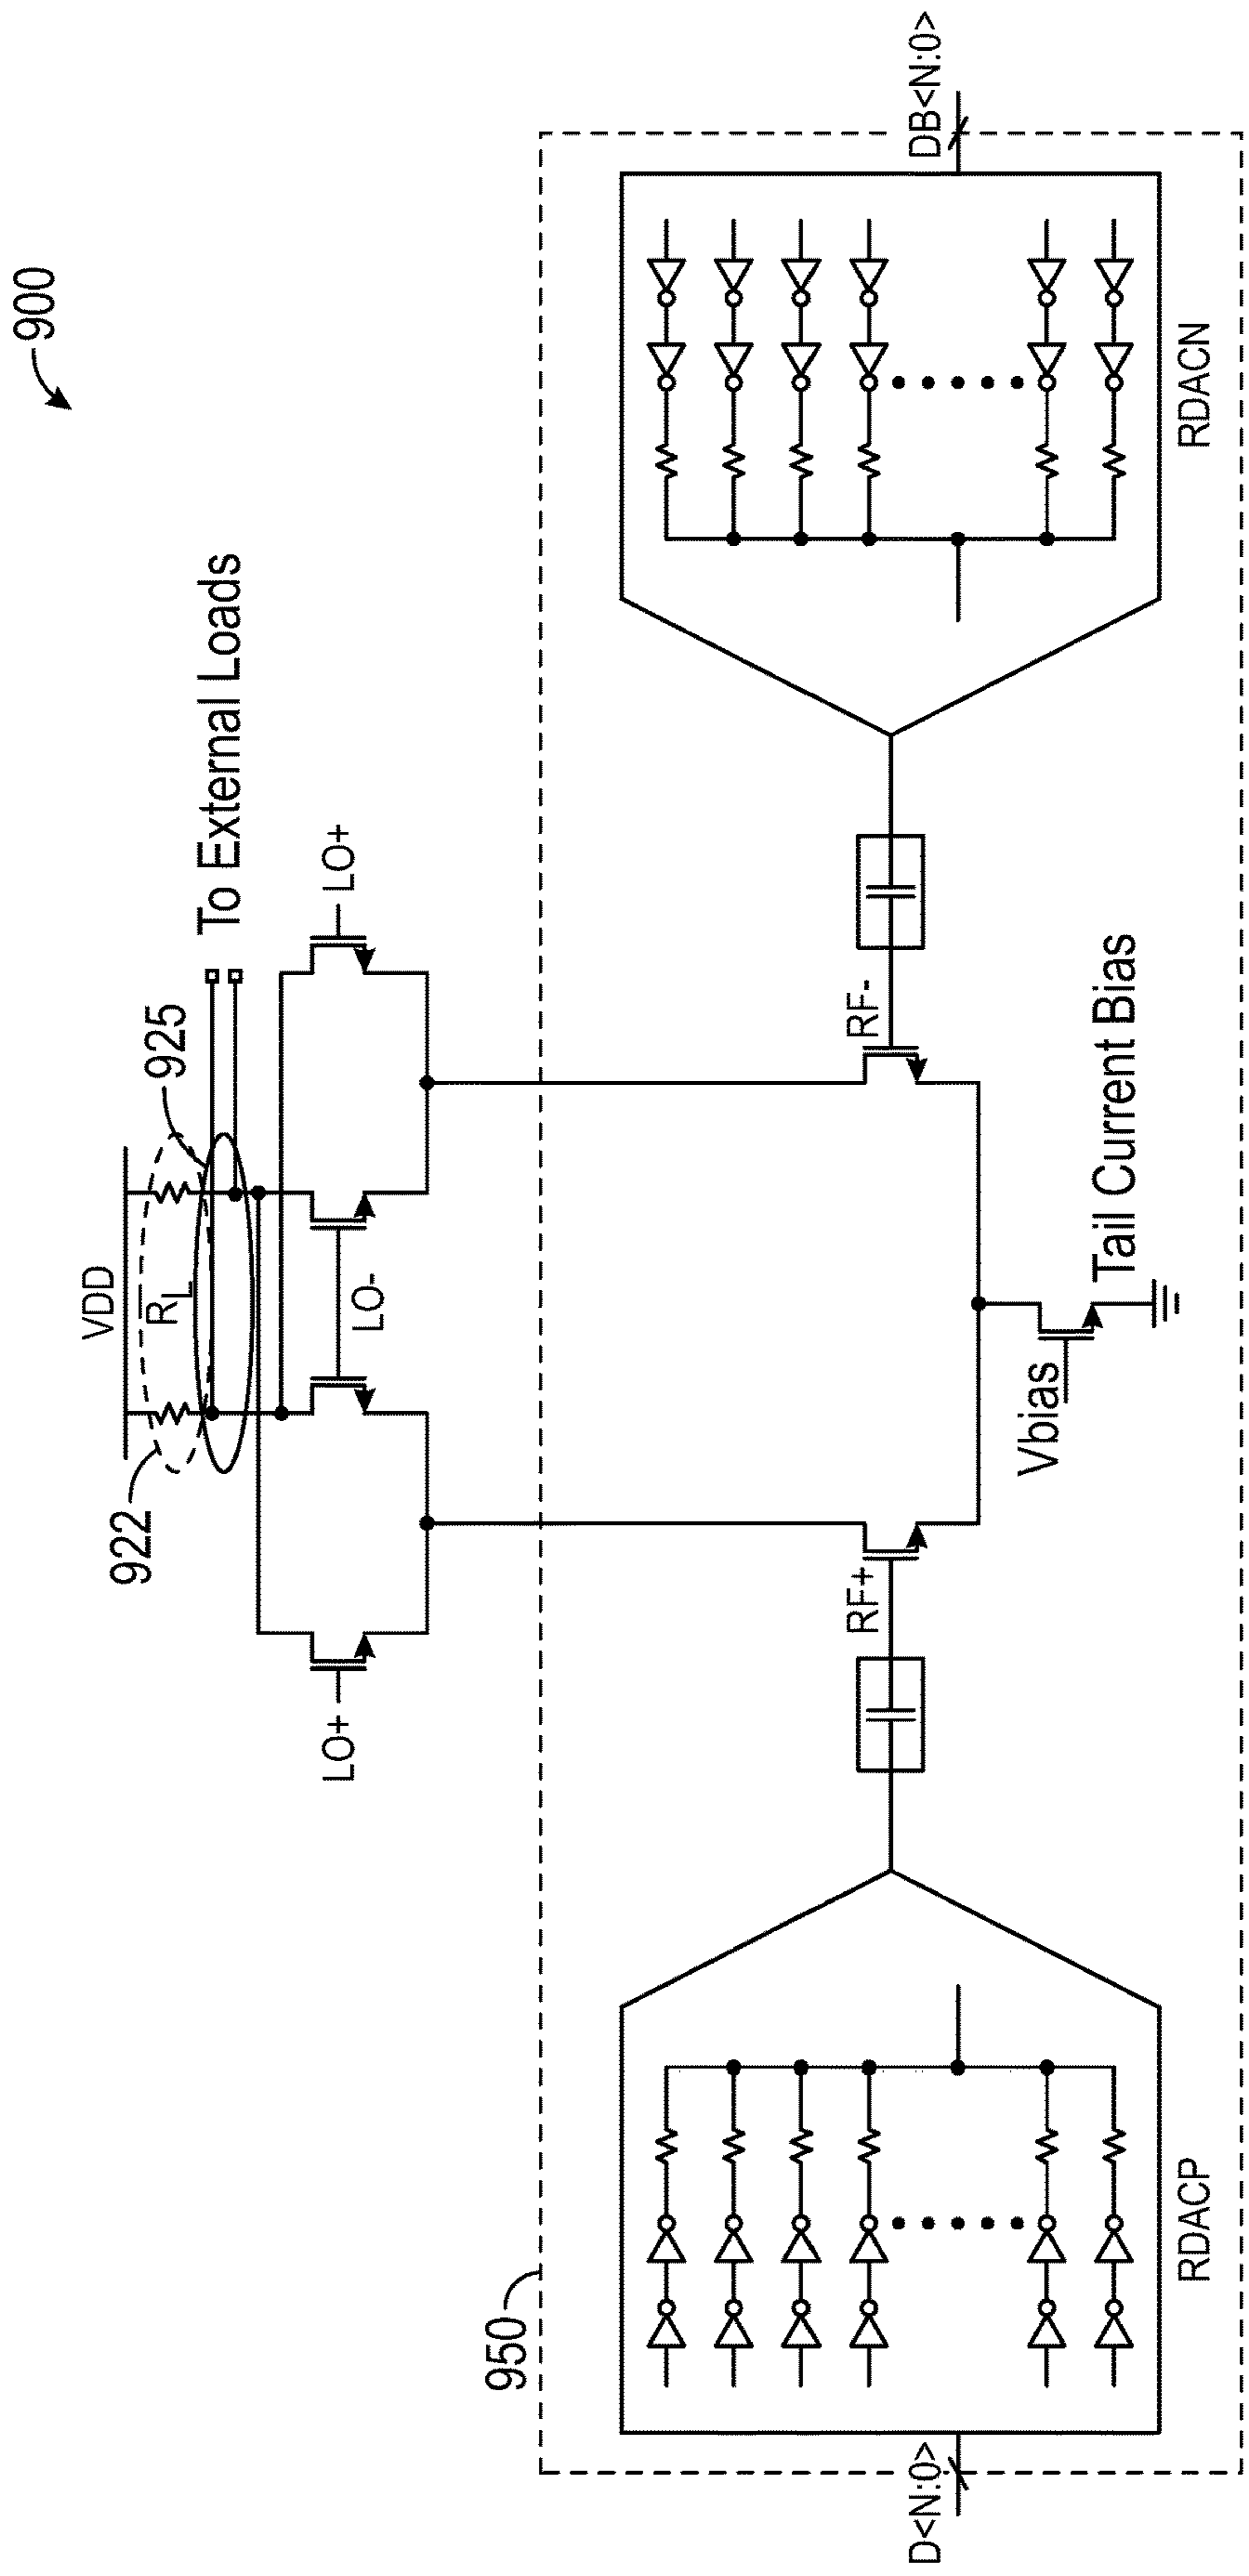 900
To External Loads
925
VDD
R_L
922
LO+
LO-
LO+
950
RF+
RF-
Vbias
Tail Current Bias
D<N:0>
DB<N:0>
RDACP
RDACN